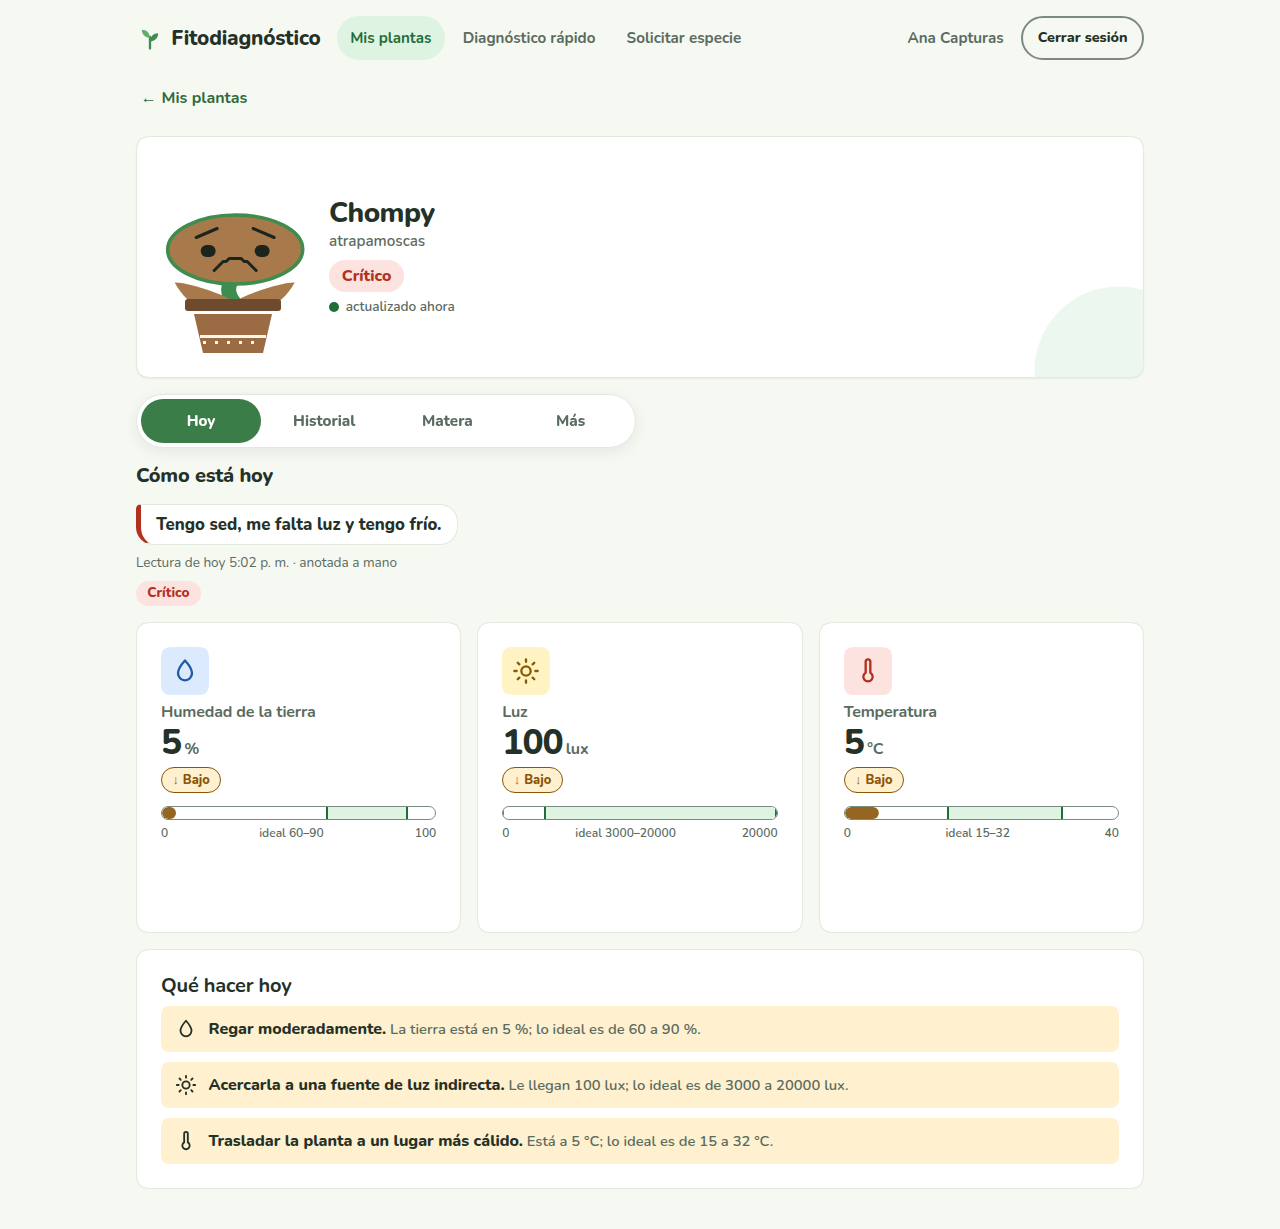 Fitodiagnóstico
Mis plantas
Diagnóstico rápido
Solicitar especie
Ana Capturas
Cerrar sesión
← Mis plantas
Chompy
atrapamoscas
Crítico
actualizado ahora
Hoy
Historial
Matera
Más
Cómo está hoy
Tengo sed, me falta luz y tengo frío.
Lectura de hoy 5:02 p. m. · anotada a mano
Crítico
Humedad de la tierra
5 %
↓ Bajo
0 ideal 60–90 100
Luz
100 lux
↓ Bajo
0 ideal 3000–20000 20000
Temperatura
5 °C
↓ Bajo
0 ideal 15–32 40
Qué hacer hoy
Regar moderadamente. La tierra está en 5 %; lo ideal es de 60 a 90 %.
Acercarla a una fuente de luz indirecta. Le llegan 100 lux; lo ideal es de 3000 a 20000 lux.
Trasladar la planta a un lugar más cálido. Está a 5 °C; lo ideal es de 15 a 32 °C.